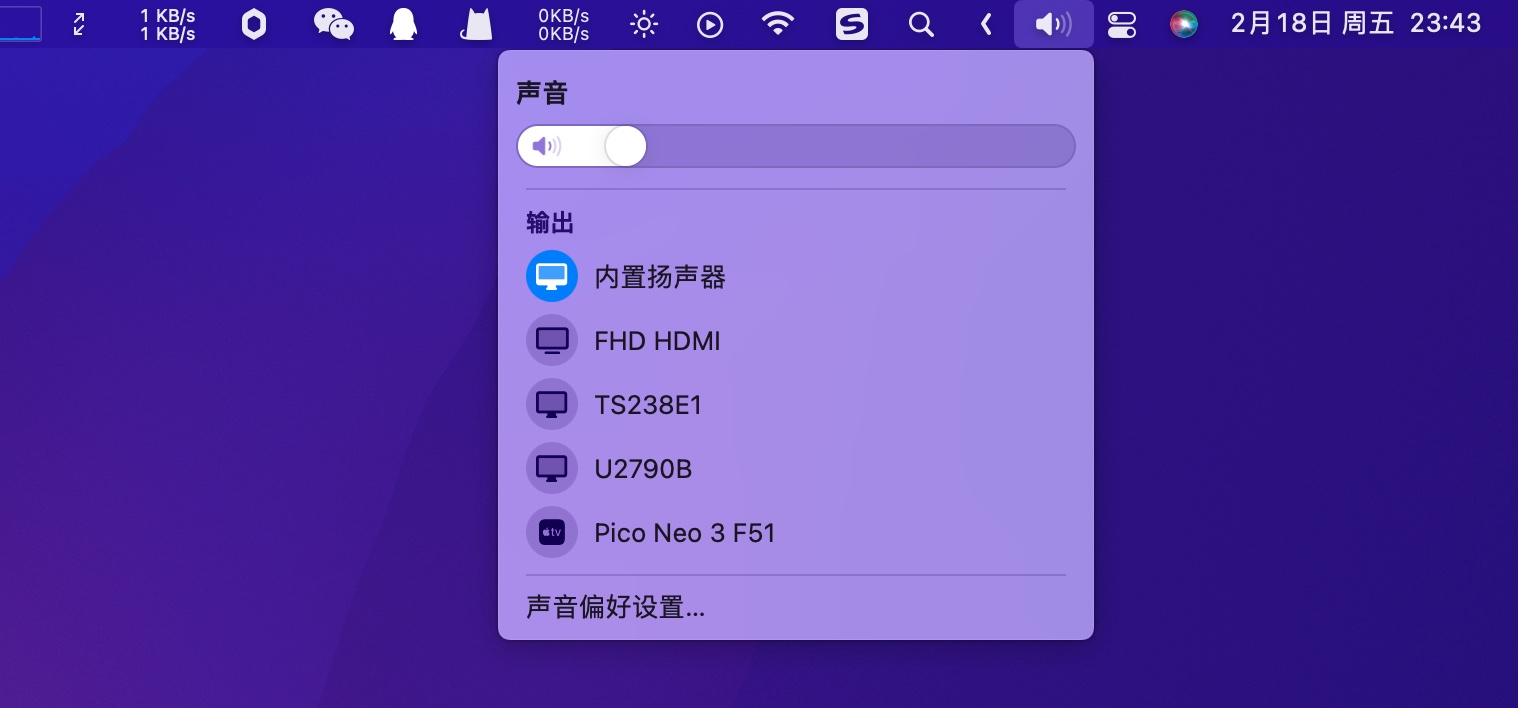 1 KB/s
1 KB/s
0KB/s
0KB/s
2月18日 周五 23:43
声音
输出
内置扬声器
FHD HDMI
TS238E1
U2790B
tv
Pico Neo 3 F51
声音偏好设置...